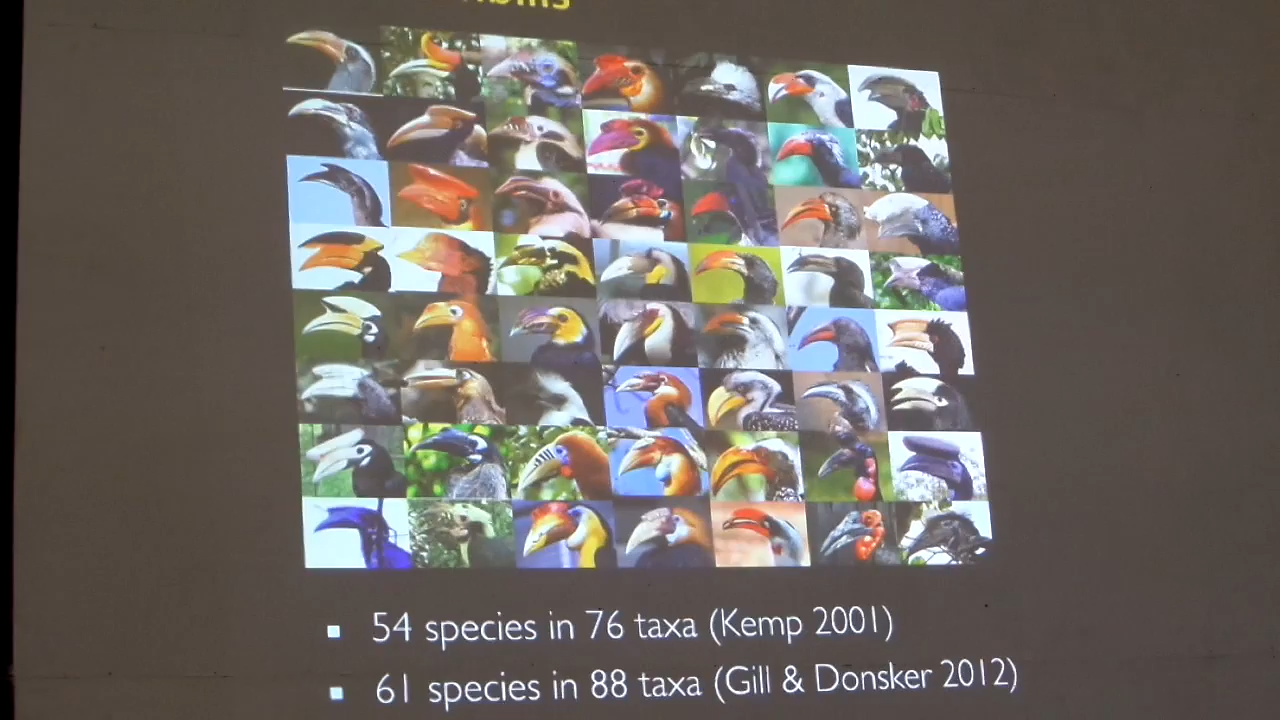 54 species in 76 taxa (Kemp 2001)
61 species in 88 taxa (Gill & Donsker 2012)